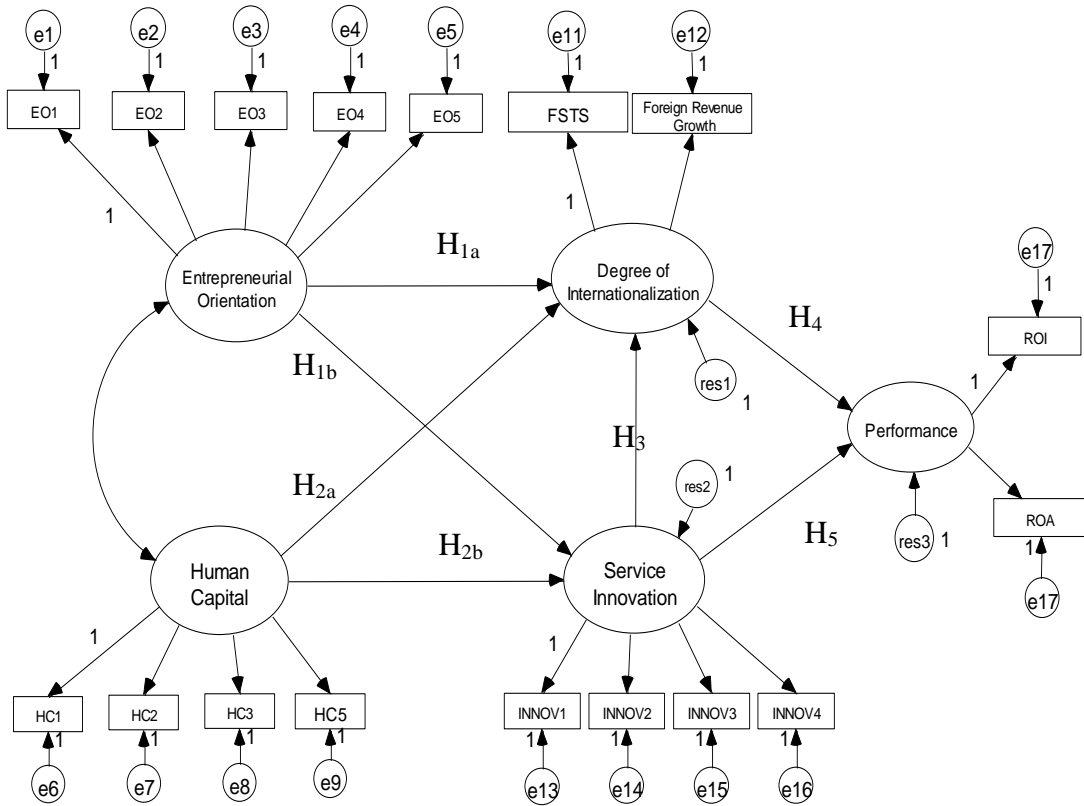 e1 e2 e3 e4 e5 e11 e12
1 1 1 1 1 1 1
EO1 EO2 EO3 EO4 EO5 FSTS Foreign Revenue
Growth
1 1
H1a
Entrepreneurial
Orientation
Degree of
Internationalization
e17
1
ROI
H4
H1b
res1 1
1
Performance
H3
H2a
res2 1
ROA
H5
res3 1
1
e17
H2b
Human
Capital
Service
Innovation
1 1
HC1 HC2 HC3 HC5 INNOV1 INNOV2 INNOV3 INNOV4
1 1 1 1 1 1 1 1
e6 e7 e8 e9 e13 e14 e15 e16